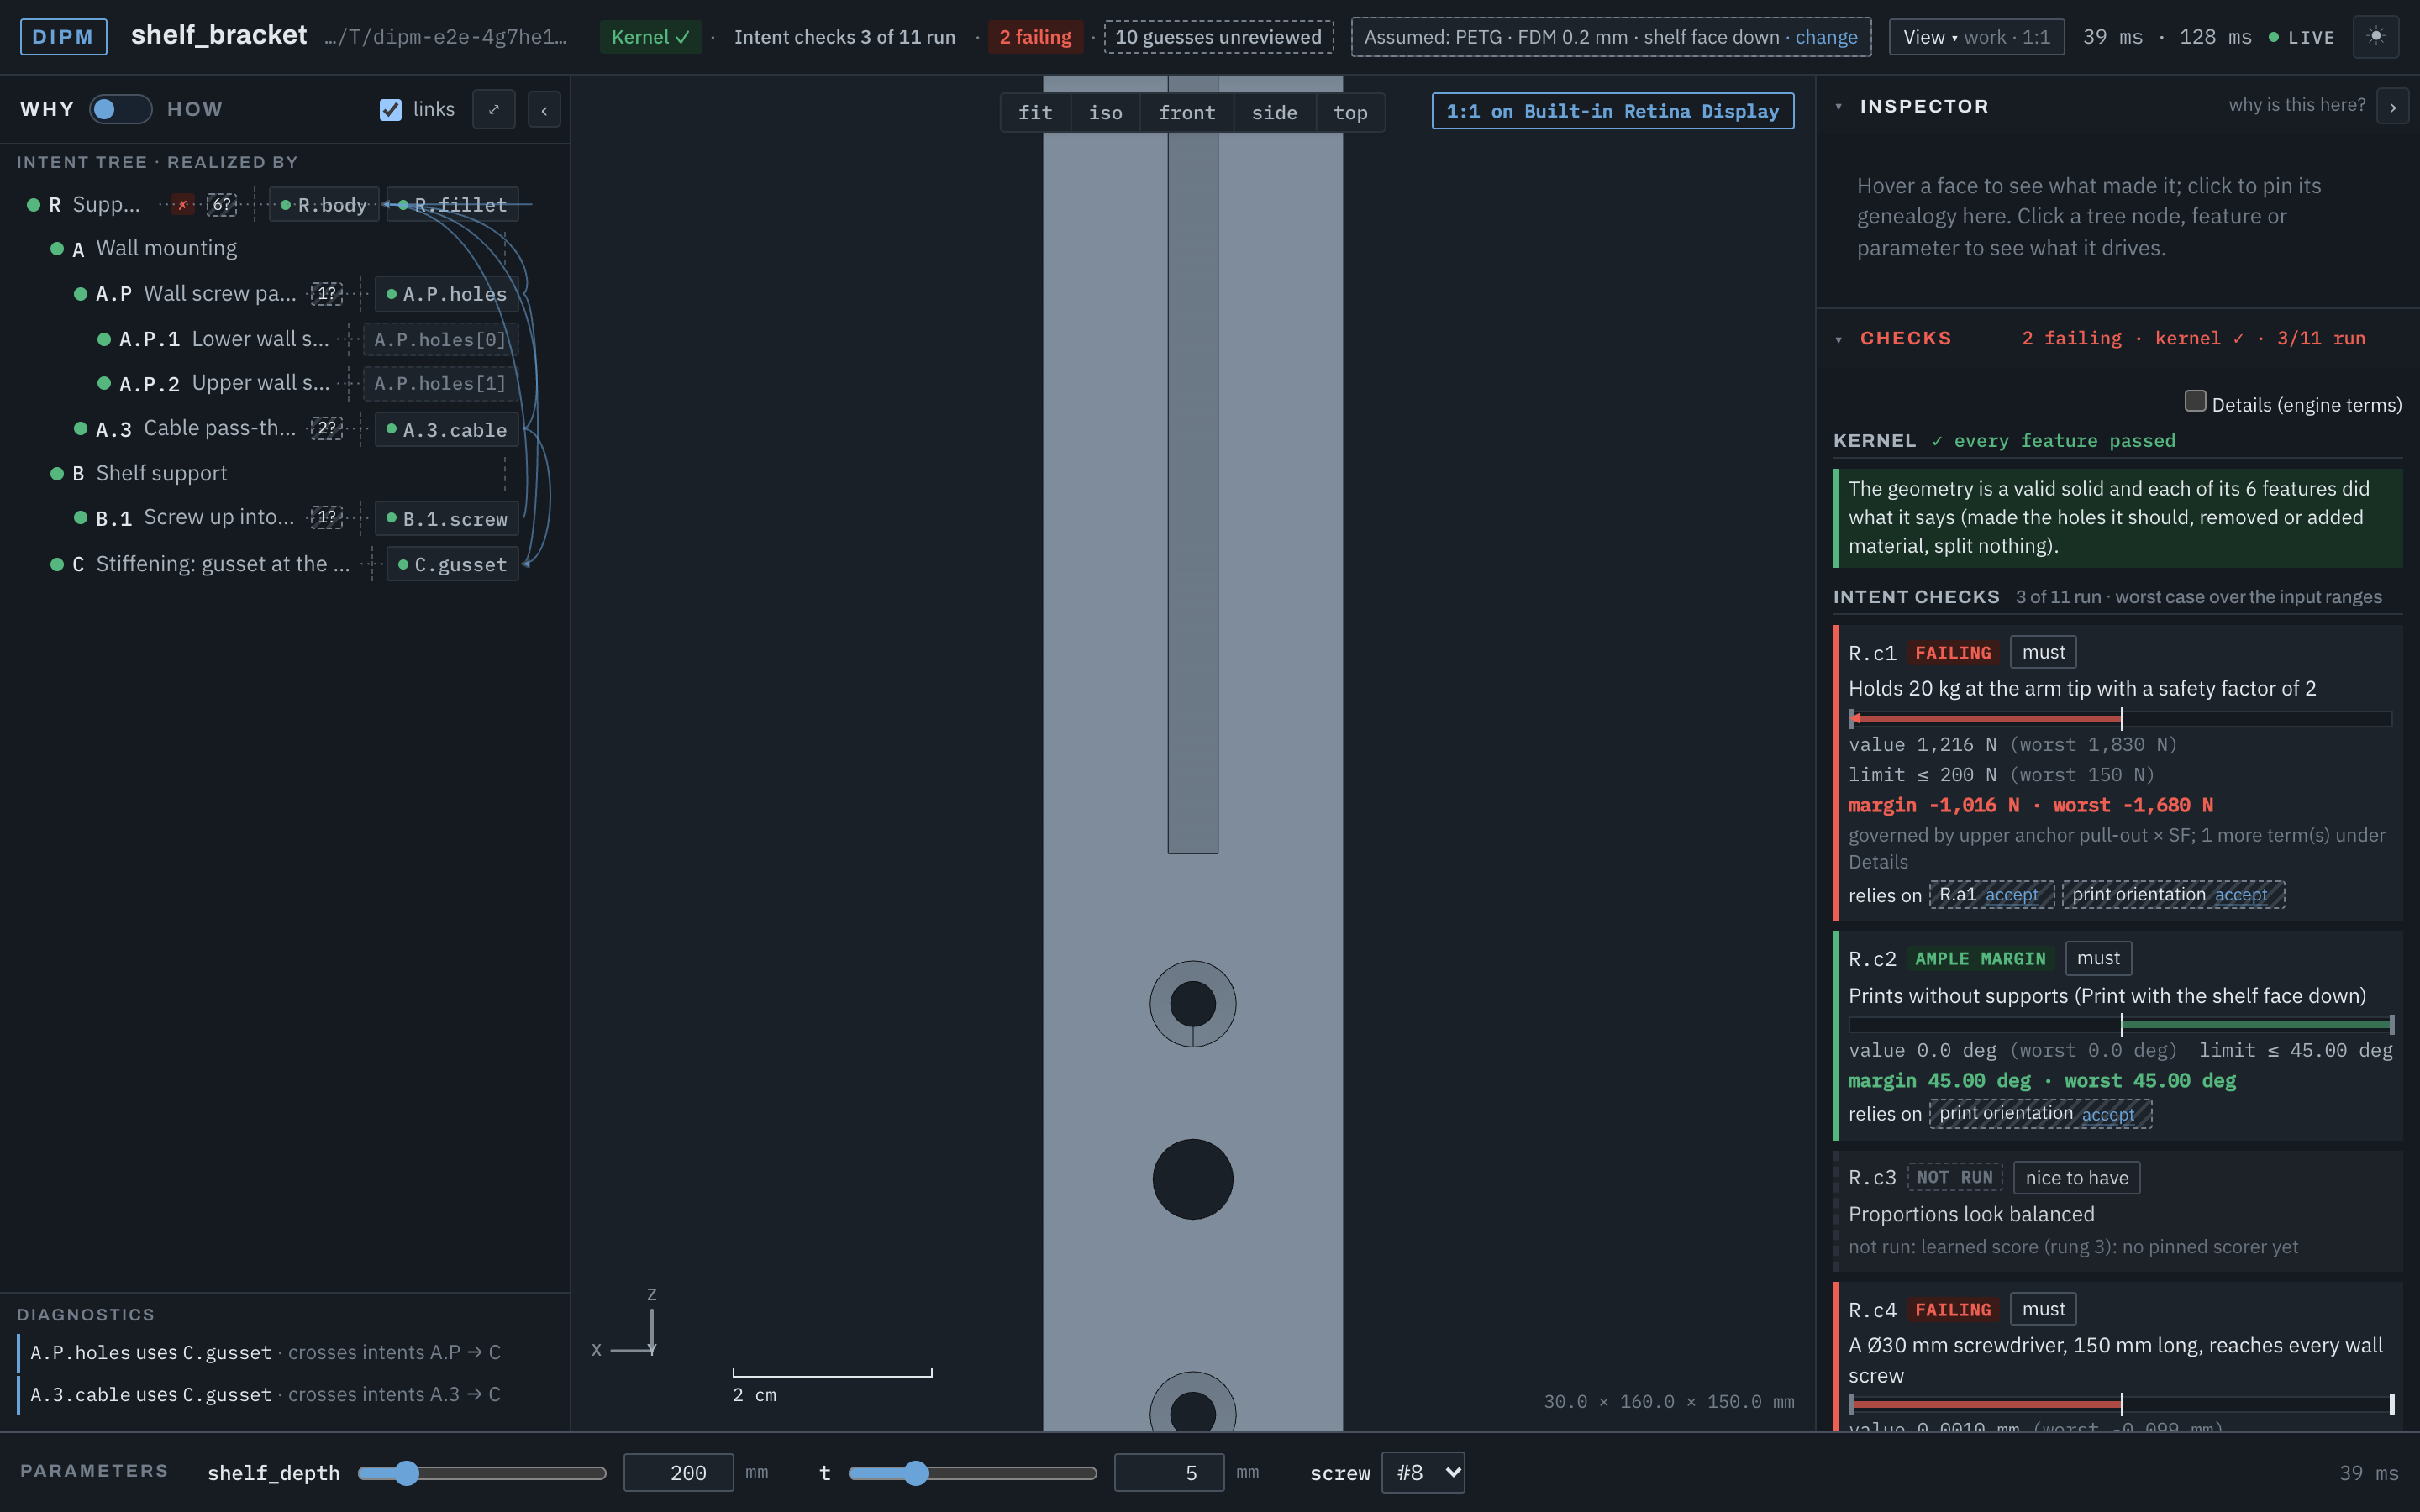 DIPM shelf_bracket …/T/dipm-e2e-4g7he1… Kernel ✓ · Intent checks 3 of 11 run · 2 failing · 10 guesses unreviewed Assumed: PETG · FDM 0.2 mm · shelf face down · change View ▾ work · 1:1 39 ms · 128 ms LIVE
WHY HOW links
INTENT TREE · REALIZED BY
R Supp… ✗ 6? R.body R.fillet
A Wall mounting
A.P Wall screw pa… 1? A.P.holes
A.P.1 Lower wall s… A.P.holes[0]
A.P.2 Upper wall s… A.P.holes[1]
A.3 Cable pass-th… 2? A.3.cable
B Shelf support
B.1 Screw up into… 1? B.1.screw
C Stiffening: gusset at the … C.gusset
DIAGNOSTICS
A.P.holes uses C.gusset · crosses intents A.P → C
A.3.cable uses C.gusset · crosses intents A.3 → C
fit iso front side top
1:1 on Built-in Retina Display
Z
X
Y
2 cm
30.0 × 160.0 × 150.0 mm
INSPECTOR why is this here? ›
Hover a face to see what made it; click to pin its
genealogy here. Click a tree node, feature or
parameter to see what it drives.
CHECKS 2 failing · kernel ✓ · 3/11 run
Details (engine terms)
KERNEL ✓ every feature passed
The geometry is a valid solid and each of its 6 features did
what it says (made the holes it should, removed or added
material, split nothing).
INTENT CHECKS 3 of 11 run · worst case over the input ranges
R.c1 FAILING must
Holds 20 kg at the arm tip with a safety factor of 2
value 1,216 N (worst 1,830 N)
limit ≤ 200 N (worst 150 N)
margin -1,016 N · worst -1,680 N
governed by upper anchor pull-out × SF; 1 more term(s) under
Details
relies on R.a1 accept print orientation accept
R.c2 AMPLE MARGIN must
Prints without supports (Print with the shelf face down)
value 0.0 deg (worst 0.0 deg) limit ≤ 45.00 deg
margin 45.00 deg · worst 45.00 deg
relies on print orientation accept
R.c3 NOT RUN nice to have
Proportions look balanced
not run: learned score (rung 3): no pinned scorer yet
R.c4 FAILING must
A Ø30 mm screwdriver, 150 mm long, reaches every wall
screw
value 0.0010 mm (worst -0.099 mm)
PARAMETERS shelf_depth 200 mm t 5 mm screw #8 39 ms